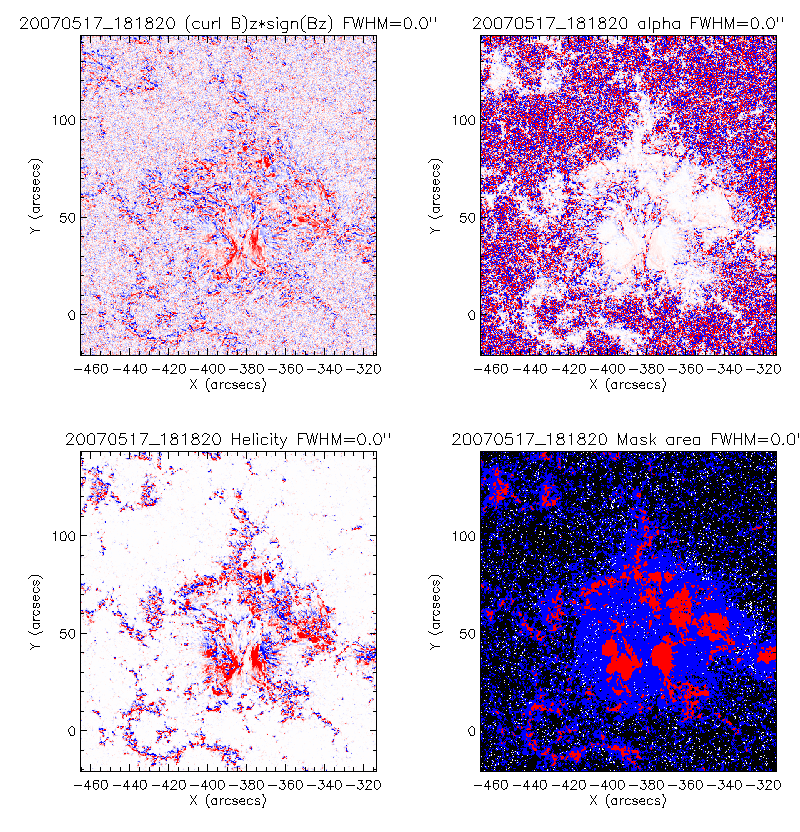 20070517_181820 (curl B)z*sign(Bz) FWHM=0.0"
20070517_181820 alpha FWHM=0.0"
Y (arcsecs)
100
50
0
−460 −440 −420 −400 −380 −360 −340 −320
X (arcsecs)
Y (arcsecs)
100
50
0
−460 −440 −420 −400 −380 −360 −340 −320
X (arcsecs)
20070517_181820 Helicity FWHM=0.0"
20070517_181820 Mask area FWHM=0.0"
Y (arcsecs)
100
50
0
−460 −440 −420 −400 −380 −360 −340 −320
X (arcsecs)
Y (arcsecs)
100
50
0
−460 −440 −420 −400 −380 −360 −340 −320
X (arcsecs)